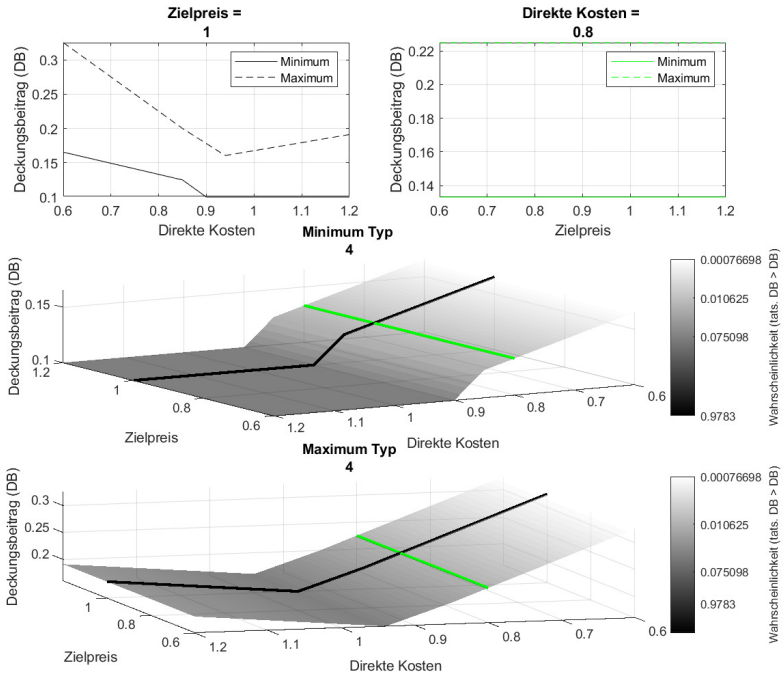 Zielpreis =
1
Deckungsbeitrag (DB)
0.3
0.25
0.2
0.15
0.1
Minimum
Maximum
0.6 0.7 0.8 0.9 1 1.1 1.2
Direkte Kosten
Direkte Kosten =
0.8
Deckungsbeitrag (DB)
0.22
0.2
0.18
0.16
0.14
Minimum
Maximum
0.6 0.7 0.8 0.9 1 1.1 1.2
Zielpreis
Minimum Typ
4
Deckungsbeitrag (DB)
0.15
0.1
1.2
1
0.8
0.6
Zielpreis
1.2 1.1 1 0.9 0.8 0.7 0.6
Direkte Kosten
0.00076698
0.010625
0.075098
0.9783
Wahrscheinlichkeit (tats. DB > DB)
Maximum Typ
4
Deckungsbeitrag (DB)
0.3
0.25
0.2
1
0.8
0.6
Zielpreis
1.2 1.1 1 0.9 0.8 0.7 0.6
Direkte Kosten
0.00076698
0.010625
0.075098
0.9783
Wahrscheinlichkeit (tats. DB > DB)